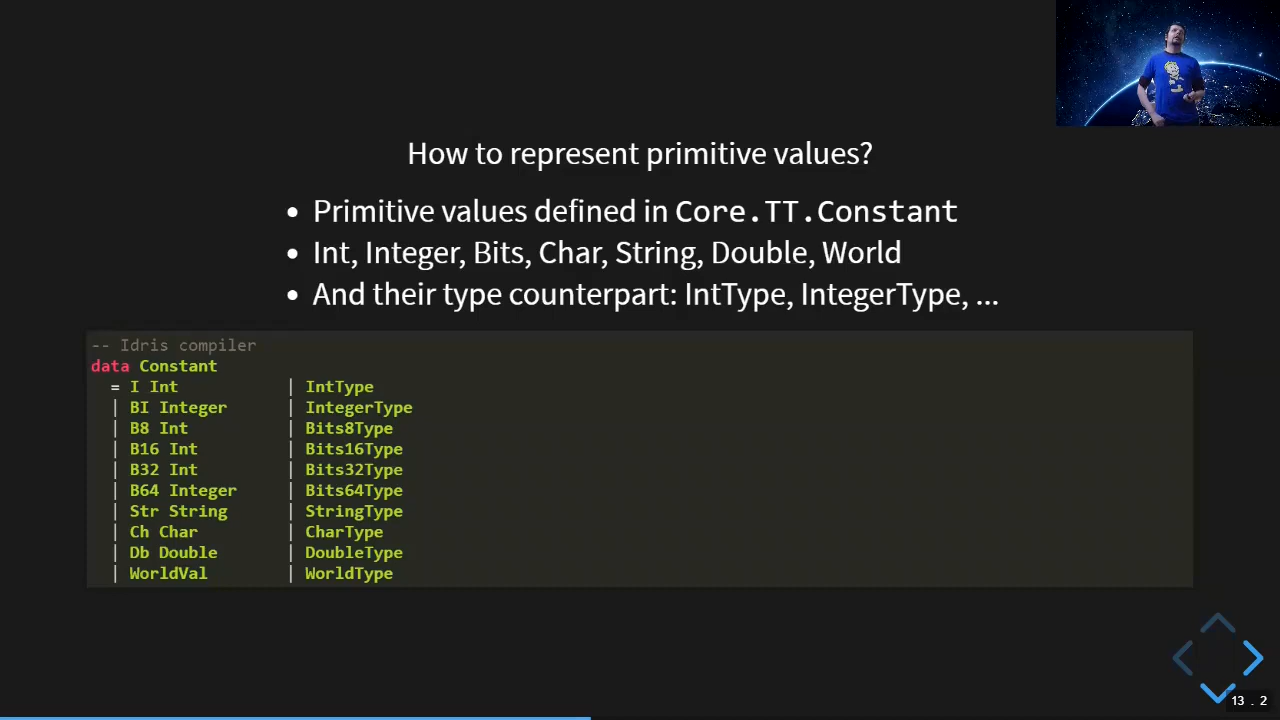 How to represent primitive values?
• Primitive values defined in Core.TT.Constant
• Int, Integer, Bits, Char, String, Double, World
• And their type counterpart: IntType, IntegerType, ...
-- Idris compiler
data Constant
  = I Int           | IntType
  | BI Integer      | IntegerType
  | B8 Int          | Bits8Type
  | B16 Int         | Bits16Type
  | B32 Int         | Bits32Type
  | B64 Integer     | Bits64Type
  | Str String      | StringType
  | Ch Char         | CharType
  | Db Double       | DoubleType
  | WorldVal        | WorldType
13 . 2